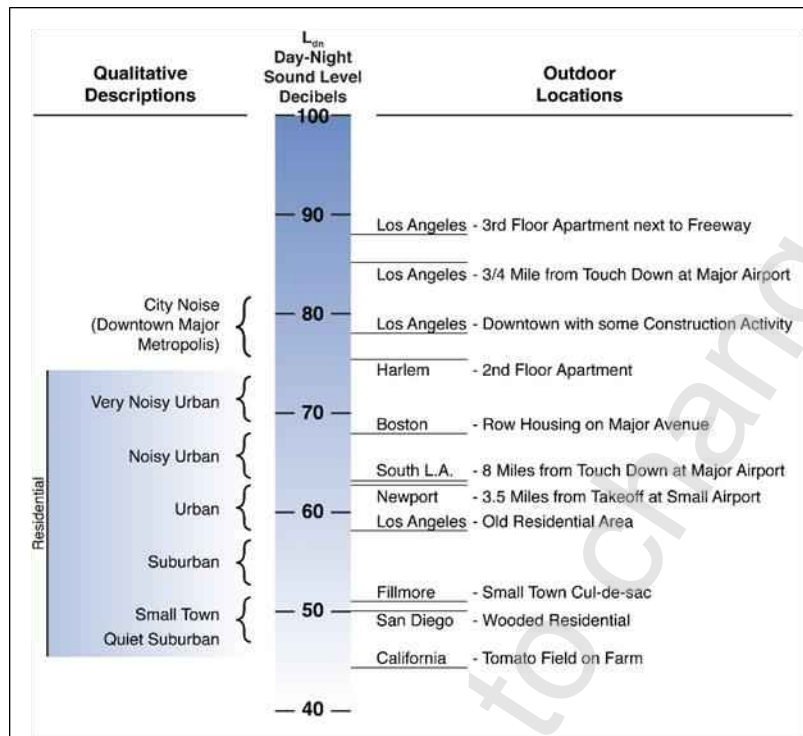 Qualitative
Descriptions
L_dn
Day-Night
Sound Level
Decibels
Outdoor
Locations
100
90
Los Angeles - 3rd Floor Apartment next to Freeway
Los Angeles - 3/4 Mile from Touch Down at Major Airport
City Noise
(Downtown Major
Metropolis)
80
Los Angeles - Downtown with some Construction Activity
Harlem - 2nd Floor Apartment
Very Noisy Urban
70
Boston - Row Housing on Major Avenue
Noisy Urban
South L.A. - 8 Miles from Touch Down at Major Airport
Newport - 3.5 Miles from Takeoff at Small Airport
Urban
60
Los Angeles - Old Residential Area
Residential
Suburban
Fillmore - Small Town Cul-de-sac
Small Town
50
San Diego - Wooded Residential
Quiet Suburban
California - Tomato Field on Farm
40
to chang